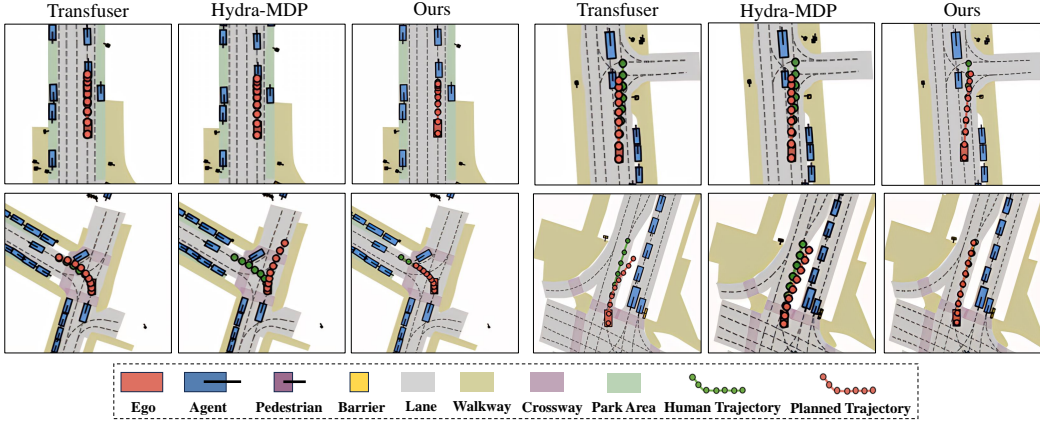 Transfuser Hydra-MDP Ours Transfuser Hydra-MDP Ours
Ego Agent Pedestrian Barrier Lane Walkway Crossway Park Area Human Trajectory Planned Trajectory